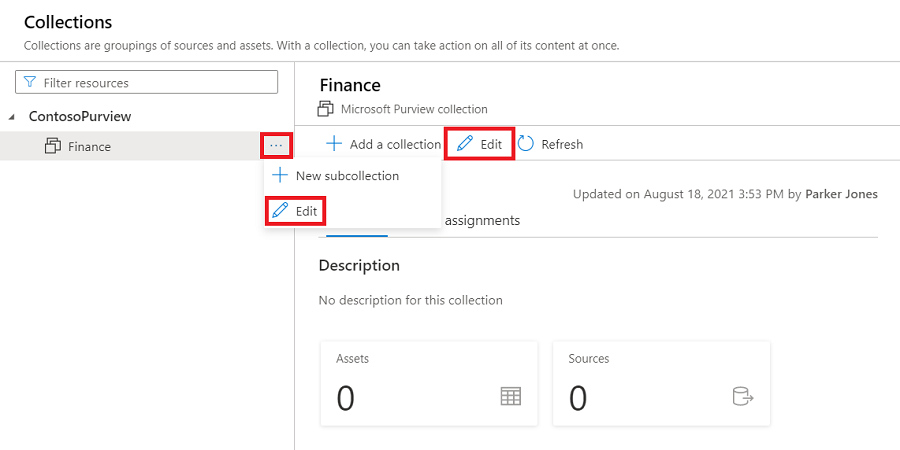 Collections
Collections are groupings of sources and assets. With a collection, you can take action on all of its content at once.
Filter resources
ContosoPurview
Finance
...
New subcollection
Edit
Finance
Microsoft Purview collection
Add a collection
Edit
Refresh
Updated on August 18, 2021 3:53 PM by Parker Jones
assignments
Description
No description for this collection
Assets
0
Sources
0